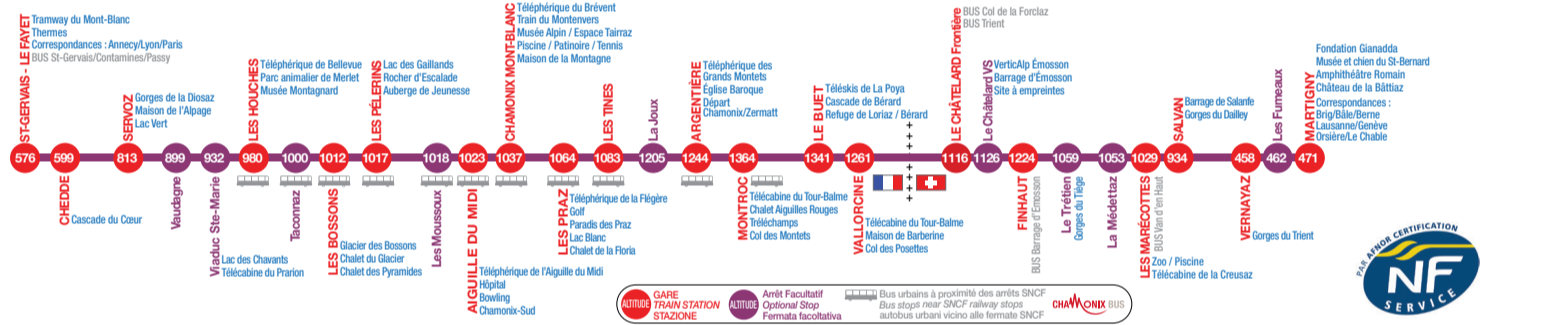 ST-GERVAIS - LE FAYET
Tramway du Mont-Blanc
Thermes
Correspondances : Annecy/Lyon/Paris
BUS St-Gervais/Contamines/Passy
576
599
CHEDDE
Cascade du Cœur
SERVOZ
Gorges de la Diosaz
Maison de l'Alpage
Lac Vert
813
899
Vaudagne
932
Viaduc Ste-Marie
Lac des Chavants
Télécabine du Prarion
LES HOUCHES
Téléphérique de Bellevue
Parc animalier de Merlet
Musée Montagnard
980
1000
Taconnaz
1012
LES BOSSONS
Glacier des Bossons
Chalet du Glacier
Chalet des Pyramides
LES PÉLERINS
Lac des Gaillands
Rocher d'Escalade
Auberge de Jeunesse
1017
1018
Les Moussoux
1023
AIGUILLE DU MIDI
Téléphérique de l'Aiguille du Midi
Hôpital
Bowling
Chamonix-Sud
CHAMONIX MONT-BLANC
Téléphérique du Brévent
Train du Montenvers
Musée Alpin / Espace Tairraz
Piscine / Patinoire / Tennis
Maison de la Montagne
1037
1064
LES PRAZ
Téléphérique de la Flégère
Golf
Paradis des Praz
Lac Blanc
Chalet de la Floria
LES TINES
1083
La Joux
1205
ARGENTIÈRE
Téléphérique des
Grands Montets
Église Baroque
Départ
Chamonix/Zermatt
1244
1364
MONTROC
Télécabine du Tour-Balme
Chalet Aiguilles Rouges
Tréléchamps
Col des Montets
LE BUET
Téléskis de La Poya
Cascade de Bérard
Refuge de Loriaz / Bérard
1341
1261
VALLORCINE
Télécabine du Tour-Balme
Maison de Barberine
Col des Posettes
LE CHÂTELARD Frontière
BUS Col de la Forclaz
BUS Trient
1116
Le Châtelard VS
VerticAlp Émosson
Barrage d'Émosson
Site à empreintes
1126
1224
FINHAUT
BUS Barrage d'Emosson
1059
Le Trétien
Gorges du Tiège
1053
La Médettaz
1029
LES MARÉCOTTES
BUS Van d'en Haut
Zoo / Piscine
Télécabine de la Creusaz
SALVAN
Barrage de Salanfe
Gorges du Dailley
934
458
VERNAYAZ
Gorges du Trient
Les Fumeaux
462
MARTIGNY
Fondation Gianadda
Musée et chien du St-Bernard
Amphithéâtre Romain
Château de la Bâttiaz
Correspondances :
Brig/Bâle/Berne
Lausanne/Genève
Orsière/Le Chable
471
ALTITUDE
GARE
TRAIN STATION
STAZIONE
ALTITUDE
Arrêt Facultatif
Optional Stop
Fermata facoltativa
Bus urbains à proximité des arrêts SNCF
Bus stops near SNCF railway stops
autobus urbani vicino alle fermate SNCF
CHAMONIX BUS
PAR AFNOR CERTIFICATION
NF
SERVICE